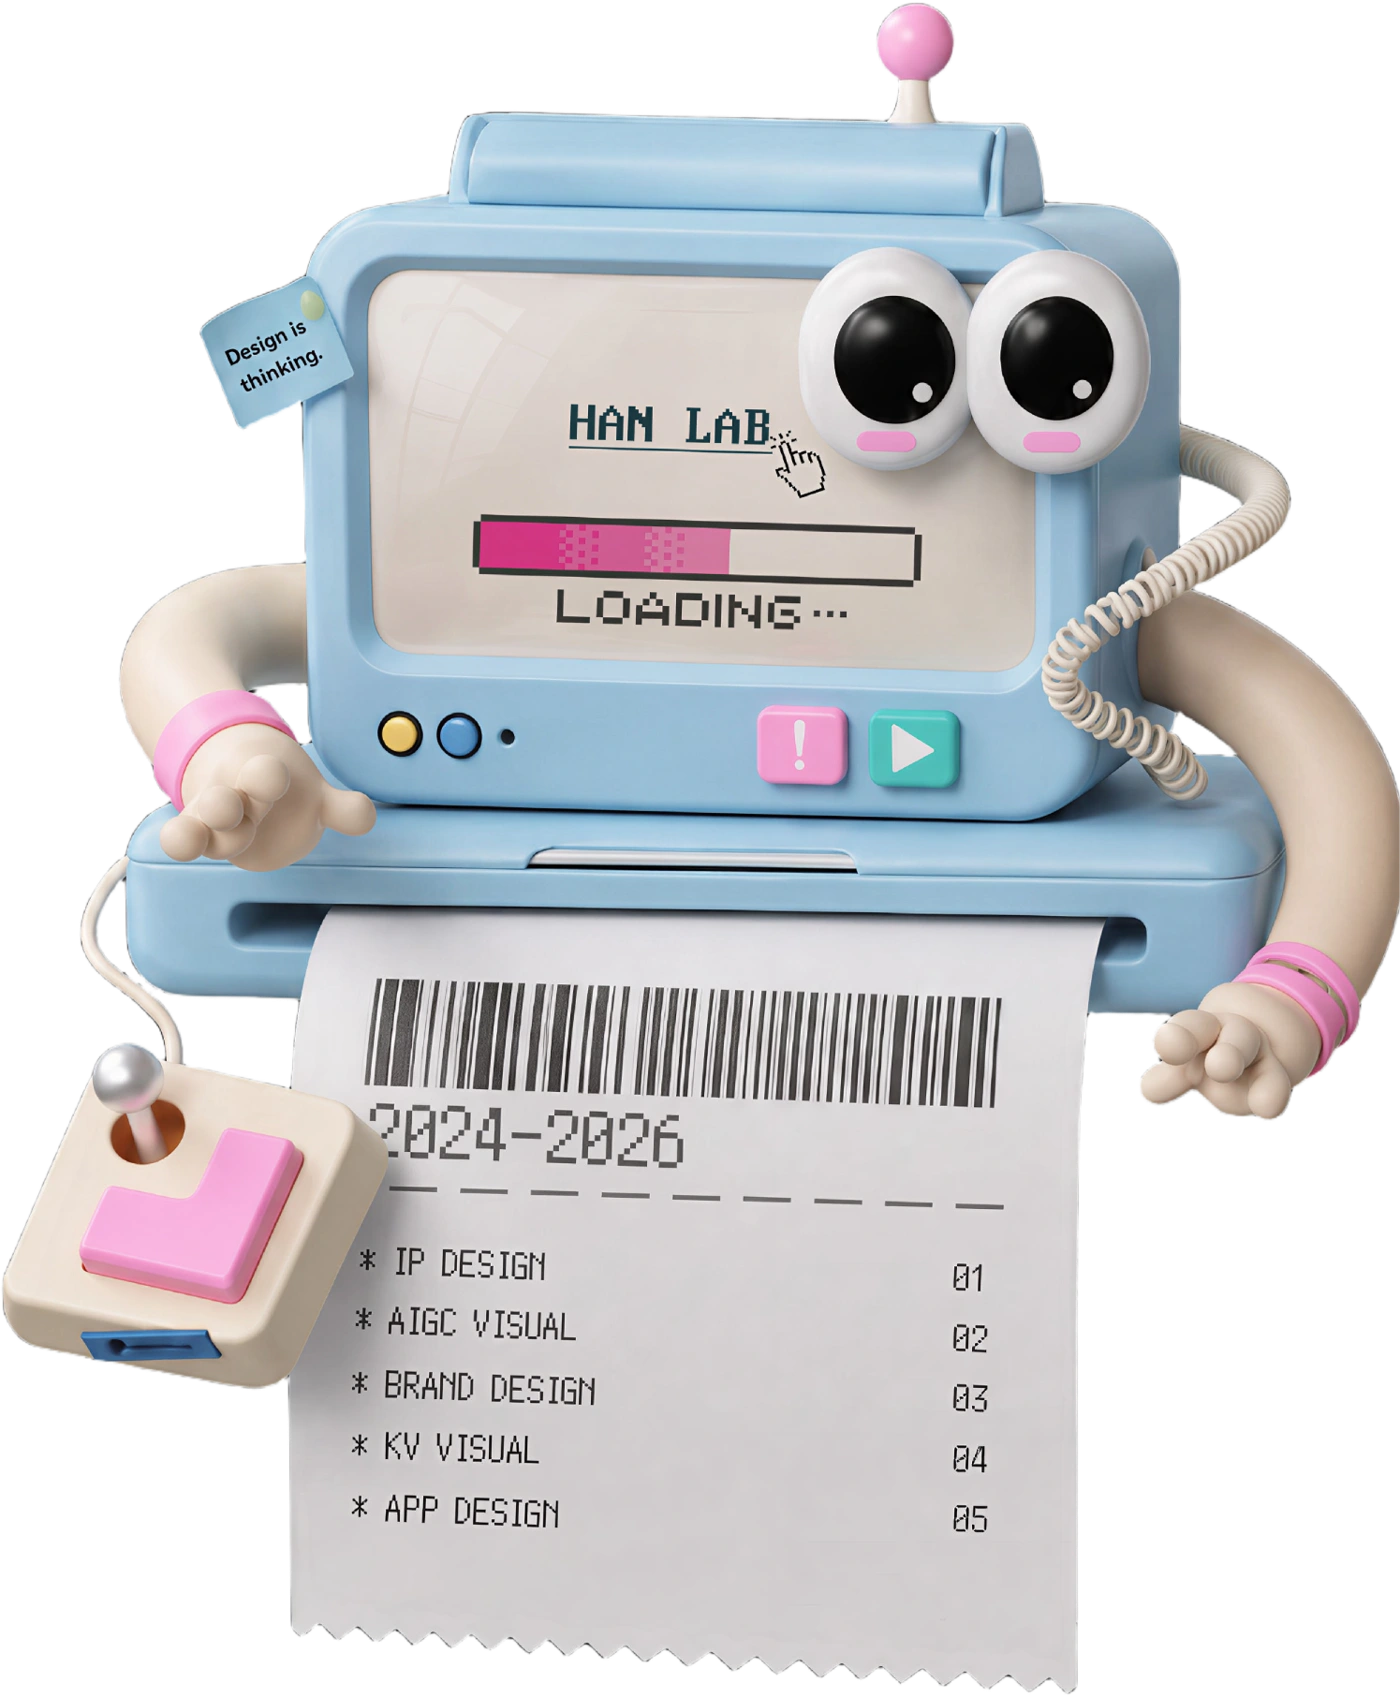 Design is
thinking.
HAN LAB
LOADING...
!
2024-2026
* IP DESIGN 01
* AIGC VISUAL 02
* BRAND DESIGN 03
* KV VISUAL 04
* APP DESIGN 05